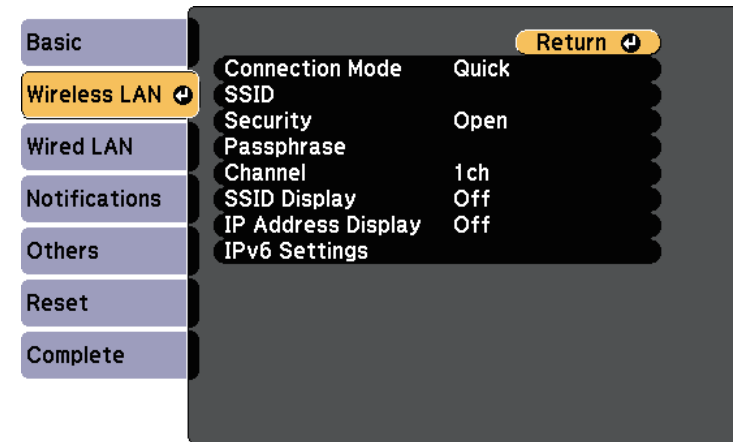 Basic
Wireless LAN
Wired LAN
Notifications
Others
Reset
Complete
Return
Connection Mode Quick
SSID
Security Open
Passphrase
Channel 1ch
SSID Display Off
IP Address Display Off
IPv6 Settings